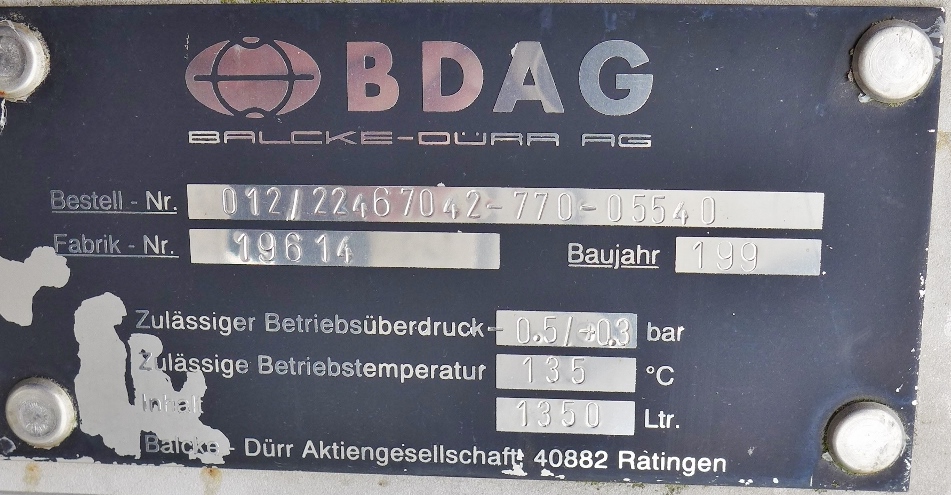 BDAG
BALCKE-DÜRR AG
Bestell - Nr. 012/22467042-770-05540
Fabrik - Nr. 19614 Baujahr 199
Zulässiger Betriebsüberdruck - 0.5/+0.3 bar
Zulässige Betriebstemperatur 135 °C
Inhalt 1350 Ltr.
Balcke - Dürr Aktiengesellschaft 40882 Ratingen